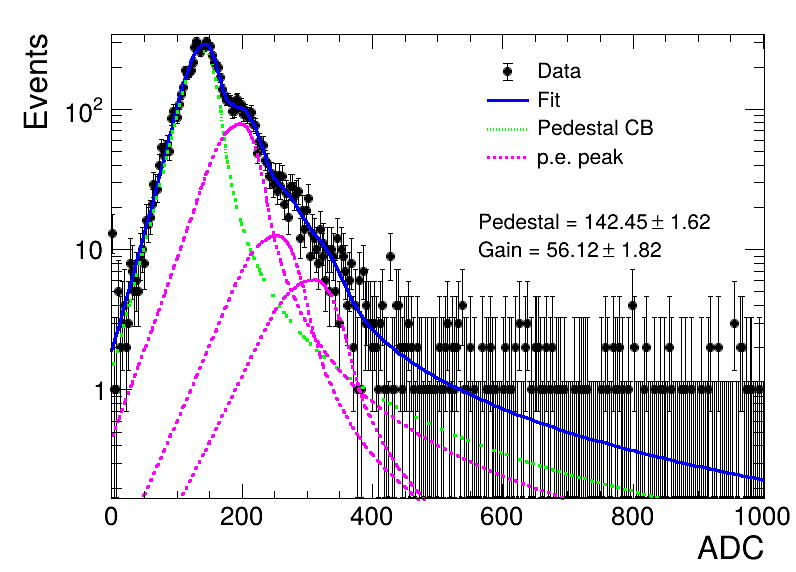 Events
10²
10
1
Data
Fit
Pedestal CB
p.e. peak
Pedestal = 142.45 ± 1.62
Gain = 56.12 ± 1.82
0 200 400 600 800 1000
ADC